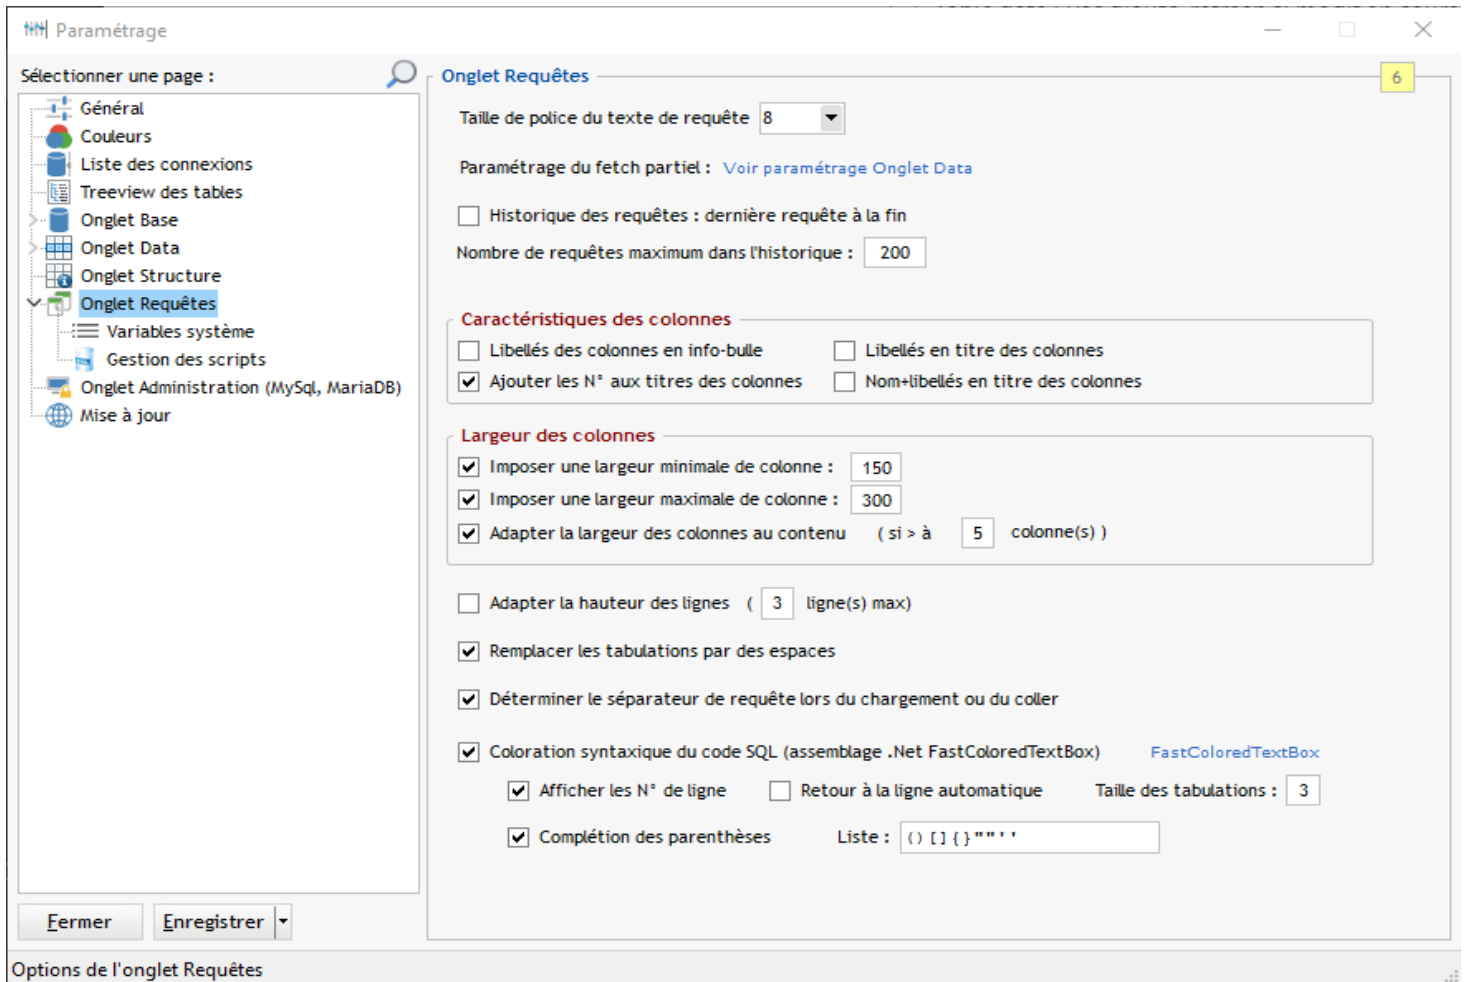 Paramétrage
Sélectionner une page :
Général
Couleurs
Liste des connexions
Treeview des tables
Onglet Base
Onglet Data
Onglet Structure
Onglet Requêtes
Variables système
Gestion des scripts
Onglet Administration (MySql, MariaDB)
Mise à jour
Fermer
Enregistrer
Onglet Requêtes
6
Taille de police du texte de requête 8
Paramétrage du fetch partiel : Voir paramétrage Onglet Data
Historique des requêtes : dernière requête à la fin
Nombre de requêtes maximum dans l'historique : 200
Caractéristiques des colonnes
Libellés des colonnes en info-bulle Libellés en titre des colonnes
Ajouter les N° aux titres des colonnes Nom+libellés en titre des colonnes
Largeur des colonnes
Imposer une largeur minimale de colonne : 150
Imposer une largeur maximale de colonne : 300
Adapter la largeur des colonnes au contenu ( si > à 5 colonne(s) )
Adapter la hauteur des lignes ( 3 ligne(s) max)
Remplacer les tabulations par des espaces
Déterminer le séparateur de requête lors du chargement ou du coller
Coloration syntaxique du code SQL (assemblage .Net FastColoredTextBox) FastColoredTextBox
Afficher les N° de ligne Retour à la ligne automatique Taille des tabulations : 3
Complétion des parenthèses Liste : ()[]{}""''
Options de l'onglet Requêtes